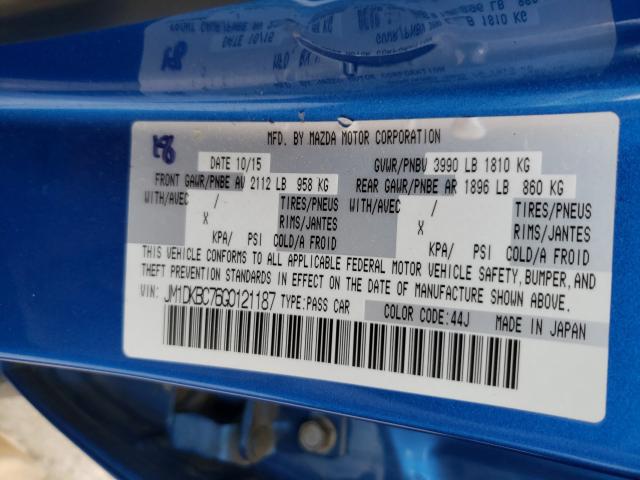 MFD. BY MAZDA MOTOR CORPORATION
DATE 10/15 GVWR/PNBV 3990 LB 1810 KG
FRONT GAWR/PNBE AV 2112 LB 958 KG REAR GAWR/PNBE AR 1896 LB 860 KG
WITH/AVEC / TIRES/PNEUS WITH/AVEC / TIRES/PNEUS
X RIMS/JANTES X RIMS/JANTES
KPA/ PSI COLD/A FROID KPA/ PSI COLD/A FROID
THIS VEHICLE CONFORMS TO ALL APPLICABLE FEDERAL MOTOR VEHICLE SAFETY, BUMPER, AND
THEFT PREVENTION STANDARDS IN EFFECT ON THE DATE OF MANUFACTURE SHOWN ABOVE.
VIN: JM1DKBC76G0121187 TYPE: PASS CAR COLOR CODE: 44J MADE IN JAPAN